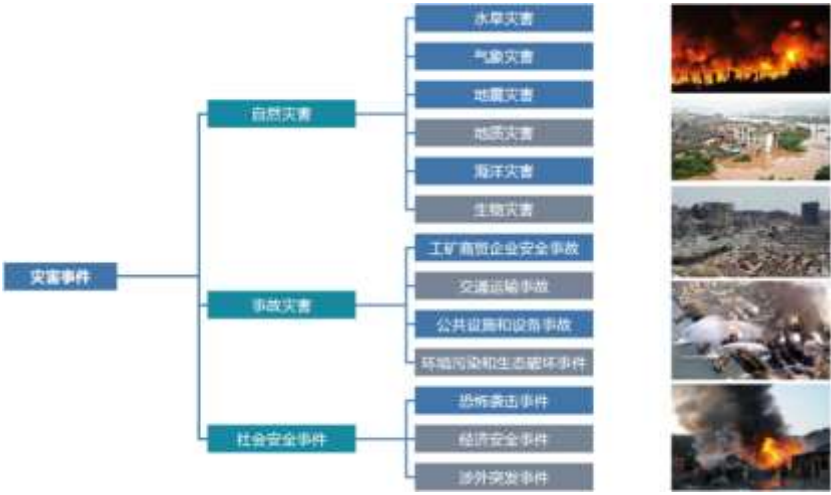 水旱灾害
气象灾害
地震灾害
地质灾害
海洋灾害
生物灾害
自然灾害
工矿商贸企业安全事故
交通运输事故
公共设施和设备事故
环境污染和生态破坏事件
事故灾害
灾害事件
恐怖袭击事件
经济安全事件
涉外突发事件
社会安全事件